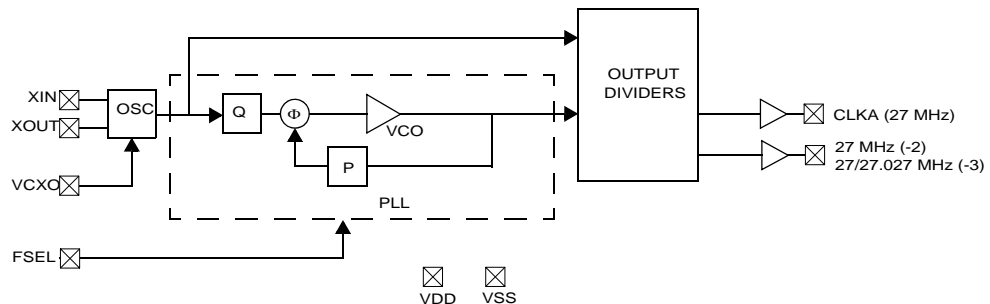 XIN
XOUT
VCXO
FSEL
OSC
Q
Φ
VCO
P
PLL
OUTPUT
DIVIDERS
CLKA (27 MHz)
27 MHz (-2)
27/27.027 MHz (-3)
VDD
VSS